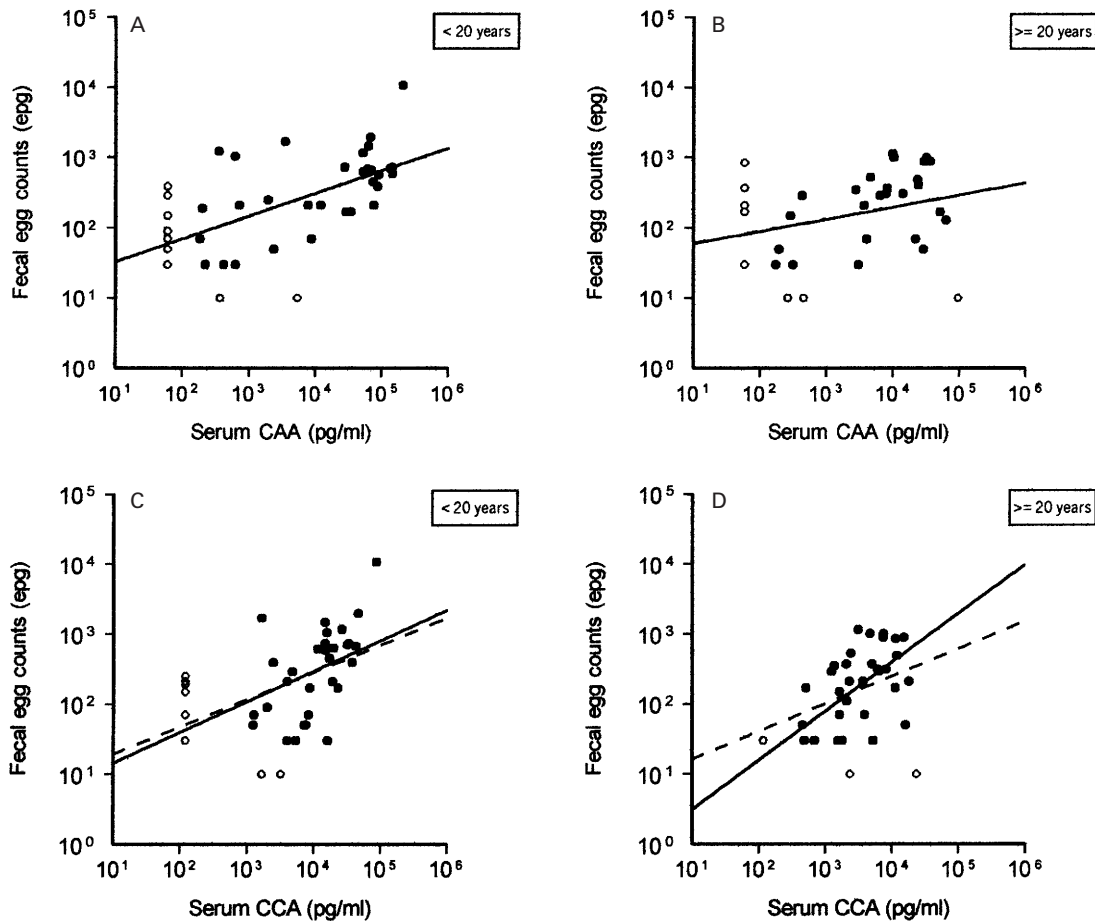 A
< 20 years
Fecal egg counts (epg)
10⁵
10⁴
10³
10²
10¹
10⁰
10¹ 10² 10³ 10⁴ 10⁵ 10⁶
Serum CAA (pg/ml)
B
>= 20 years
Fecal egg counts (epg)
10⁵
10⁴
10³
10²
10¹
10⁰
10¹ 10² 10³ 10⁴ 10⁵ 10⁶
Serum CAA (pg/ml)
C
< 20 years
Fecal egg counts (epg)
10⁵
10⁴
10³
10²
10¹
10⁰
10¹ 10² 10³ 10⁴ 10⁵ 10⁶
Serum CCA (pg/ml)
D
>= 20 years
Fecal egg counts (epg)
10⁵
10⁴
10³
10²
10¹
10⁰
10¹ 10² 10³ 10⁴ 10⁵ 10⁶
Serum CCA (pg/ml)